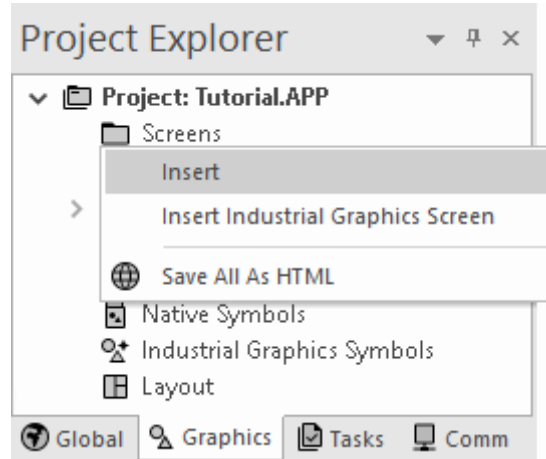 Project Explorer
Project: Tutorial.APP
Screens
Insert
Insert Industrial Graphics Screen
Save All As HTML
Native Symbols
Industrial Graphics Symbols
Layout
Global Graphics Tasks Comm